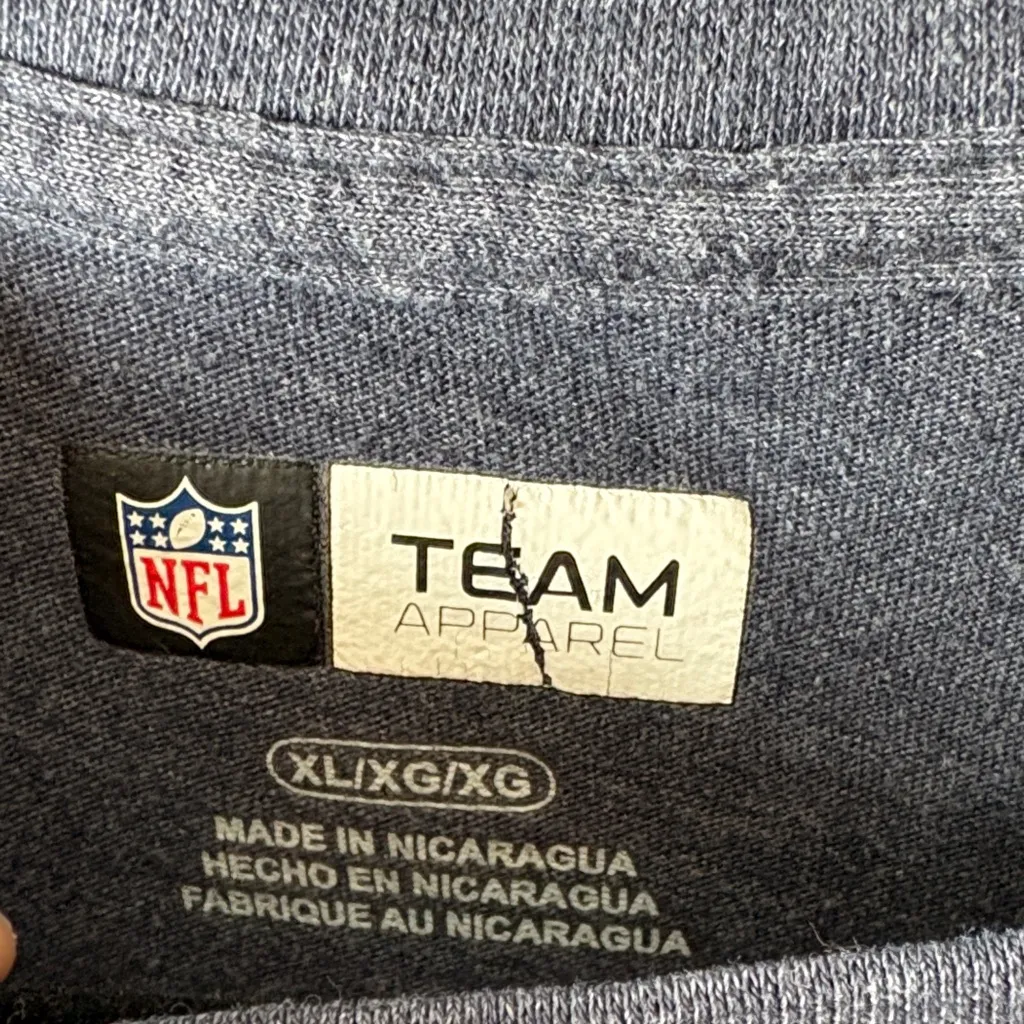 NFL
TEAM
APPAREL
XL/XG/XG
MADE IN NICARAGUA
HECHO EN NICARAGUA
FABRIQUE AU NICARAGUA